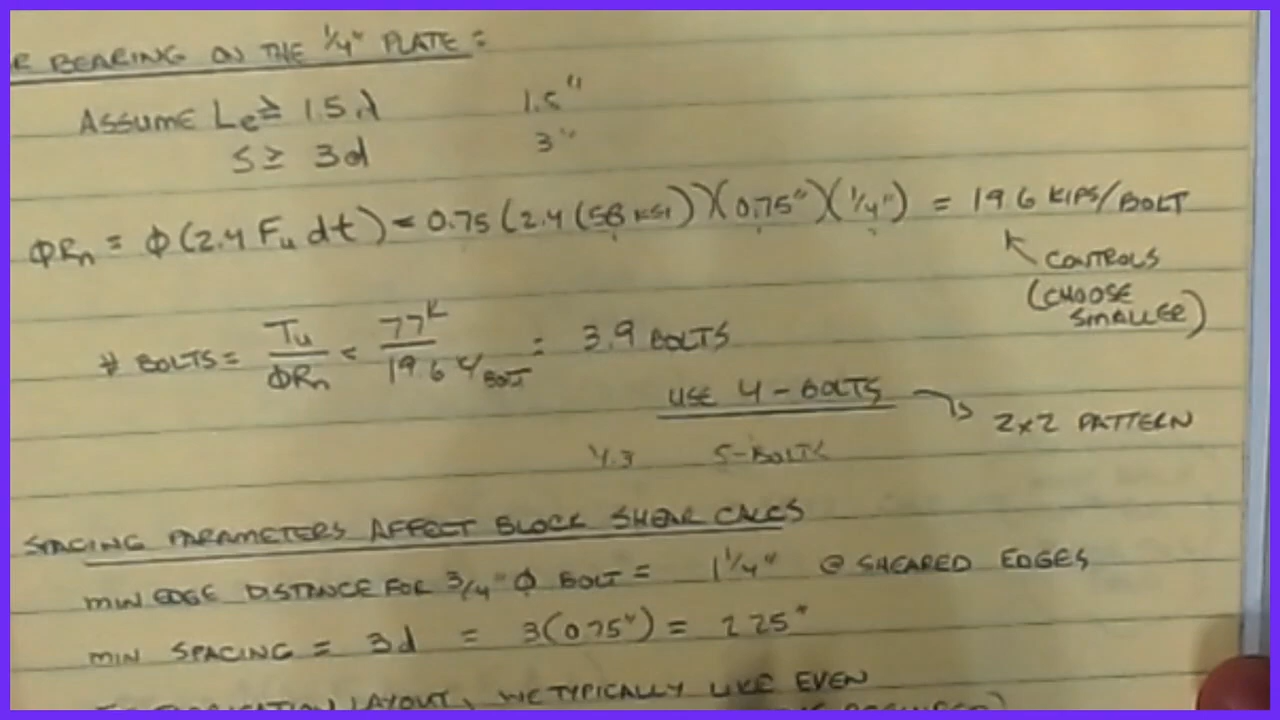 R BEARING ON THE 1/4" PLATE:
ASSUME Le ≥ 1.5d 1.5"
S ≥ 3d 3"
ΦRn = Φ(2.4 Fu dt) = 0.75(2.4(58 KSI))(0.75")(1/4") = 19.6 KIPS/BOLT
CONTROLS
(CHOOSE
SMALLER)
# BOLTS = Tu/ΦRn = 77K/19.6 K/BOLT = 3.9 BOLTS
USE 4-BOLTS → 2x2 PATTERN
4.3 5-BOLTS
SPACING PARAMETERS AFFECT BLOCK SHEAR CALCS
MIN EDGE DISTANCE FOR 3/4" Φ BOLT = 1 1/4" @ SHEARED EDGES
MIN SPACING = 3d = 3(0.75") = 2.25"
LAYOUT, WE TYPICALLY LIKE EVEN